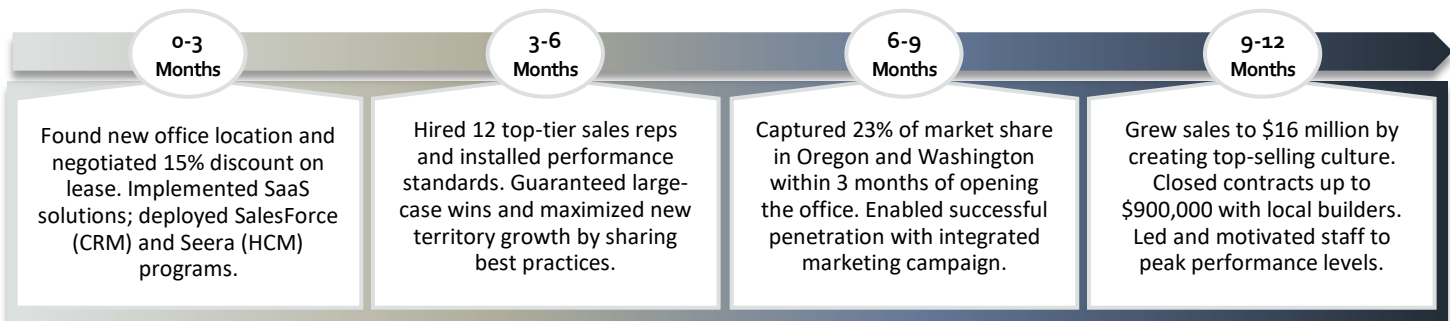 0-3
Months
Found new office location and
negotiated 15% discount on
lease. Implemented SaaS
solutions; deployed SalesForce
(CRM) and Seera (HCM)
programs.
3-6
Months
Hired 12 top-tier sales reps
and installed performance
standards. Guaranteed large-
case wins and maximized new
territory growth by sharing
best practices.
6-9
Months
Captured 23% of market share
in Oregon and Washington
within 3 months of opening
the office. Enabled successful
penetration with integrated
marketing campaign.
9-12
Months
Grew sales to $16 million by
creating top-selling culture.
Closed contracts up to
$900,000 with local builders.
Led and motivated staff to
peak performance levels.